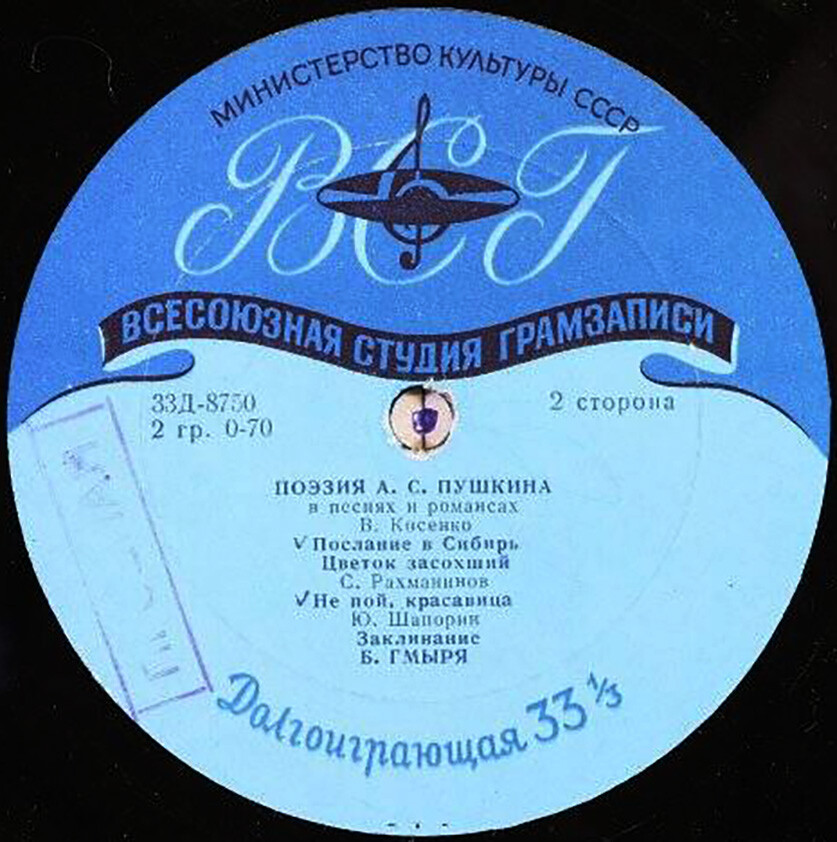 МИНИСТЕРСТВО КУЛЬТУРЫ СССР
ВСГ
ВСЕСОЮЗНАЯ СТУДИЯ ГРАМЗАПИСИ
33Д-8750
2 гр. 0-70
2 сторона
ПОЭЗИЯ А. С. ПУШКИНА
в песнях и романсах
В. Косенко
✓ Послание в Сибирь
Цветок засохший
С. Рахманинов
✓ Не пой, красавица
Ю. Шапорин
Заклинание
Б. ГМЫРЯ
Долгоиграющая 33 1/3